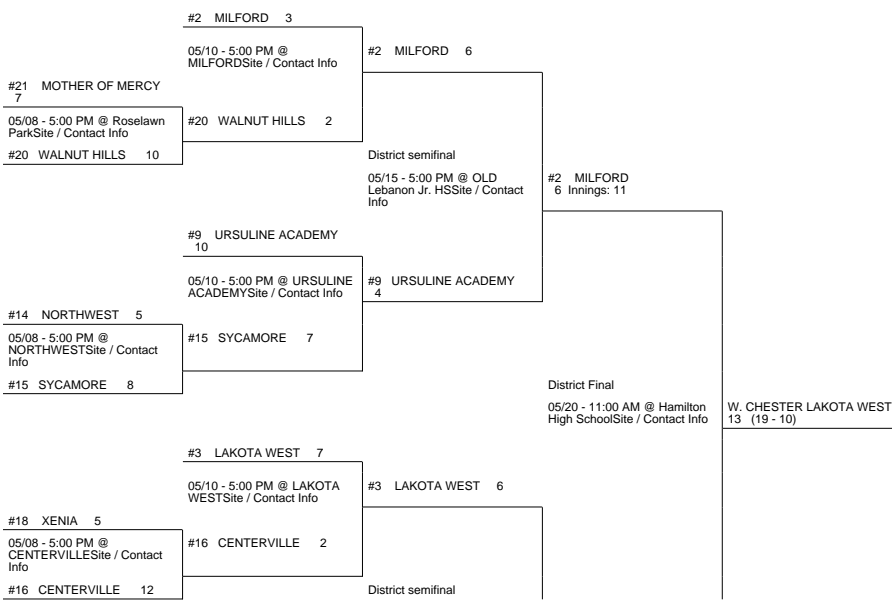 #2 MILFORD 3
05/10 - 5:00 PM @
MILFORDSite / Contact Info
#2 MILFORD 6
#21 MOTHER OF MERCY
7
05/08 - 5:00 PM @ Roselawn
ParkSite / Contact Info
#20 WALNUT HILLS 2
#20 WALNUT HILLS 10
District semifinal
05/15 - 5:00 PM @ OLD
Lebanon Jr. HSSite / Contact
Info
#2 MILFORD
6 Innings: 11
#9 URSULINE ACADEMY
10
05/10 - 5:00 PM @ URSULINE
ACADEMYSite / Contact Info
#9 URSULINE ACADEMY
4
#14 NORTHWEST 5
05/08 - 5:00 PM @
NORTHWESTSite / Contact
Info
#15 SYCAMORE 7
#15 SYCAMORE 8
District Final
05/20 - 11:00 AM @ Hamilton
High SchoolSite / Contact Info
W. CHESTER LAKOTA WEST
13 (19 - 10)
#3 LAKOTA WEST 7
05/10 - 5:00 PM @ LAKOTA
WESTSite / Contact Info
#3 LAKOTA WEST 6
#18 XENIA 5
05/08 - 5:00 PM @
CENTERVILLESite / Contact
Info
#16 CENTERVILLE 2
#16 CENTERVILLE 12
District semifinal